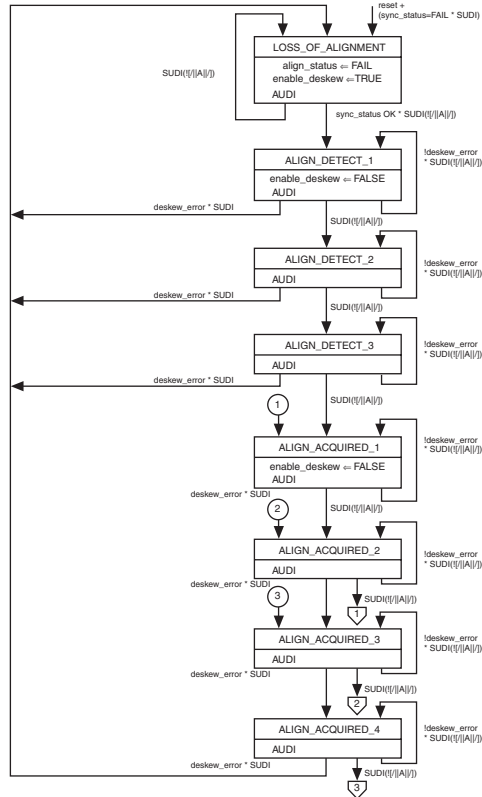 reset +
(sync_status=FAIL * SUDI)
LOSS_OF_ALIGNMENT
align_status ⇐ FAIL
enable_deskew ⇐TRUE
AUDI
SUDI(![/||A||/])
sync_status OK * SUDI(![/||A||/])
ALIGN_DETECT_1
enable_deskew ⇐ FALSE
AUDI
!deskew_error
* SUDI(![/||A||/])
deskew_error * SUDI
SUDI(![/||A||/])
ALIGN_DETECT_2
AUDI
!deskew_error
* SUDI(![/||A||/])
deskew_error * SUDI
SUDI(![/||A||/])
ALIGN_DETECT_3
AUDI
!deskew_error
* SUDI(![/||A||/])
deskew_error * SUDI
SUDI(![/||A||/])
1
ALIGN_ACQUIRED_1
enable_deskew ⇐ FALSE
AUDI
!deskew_error
* SUDI(![/||A||/])
deskew_error * SUDI
SUDI(![/||A||/])
2
ALIGN_ACQUIRED_2
AUDI
!deskew_error
* SUDI(![/||A||/])
deskew_error * SUDI
SUDI(![/||A||/])
1
3
ALIGN_ACQUIRED_3
AUDI
!deskew_error
* SUDI(![/||A||/])
deskew_error * SUDI
SUDI(![/||A||/])
2
ALIGN_ACQUIRED_4
AUDI
!deskew_error
* SUDI(![/||A||/])
deskew_error * SUDI
SUDI(![/||A||/])
3